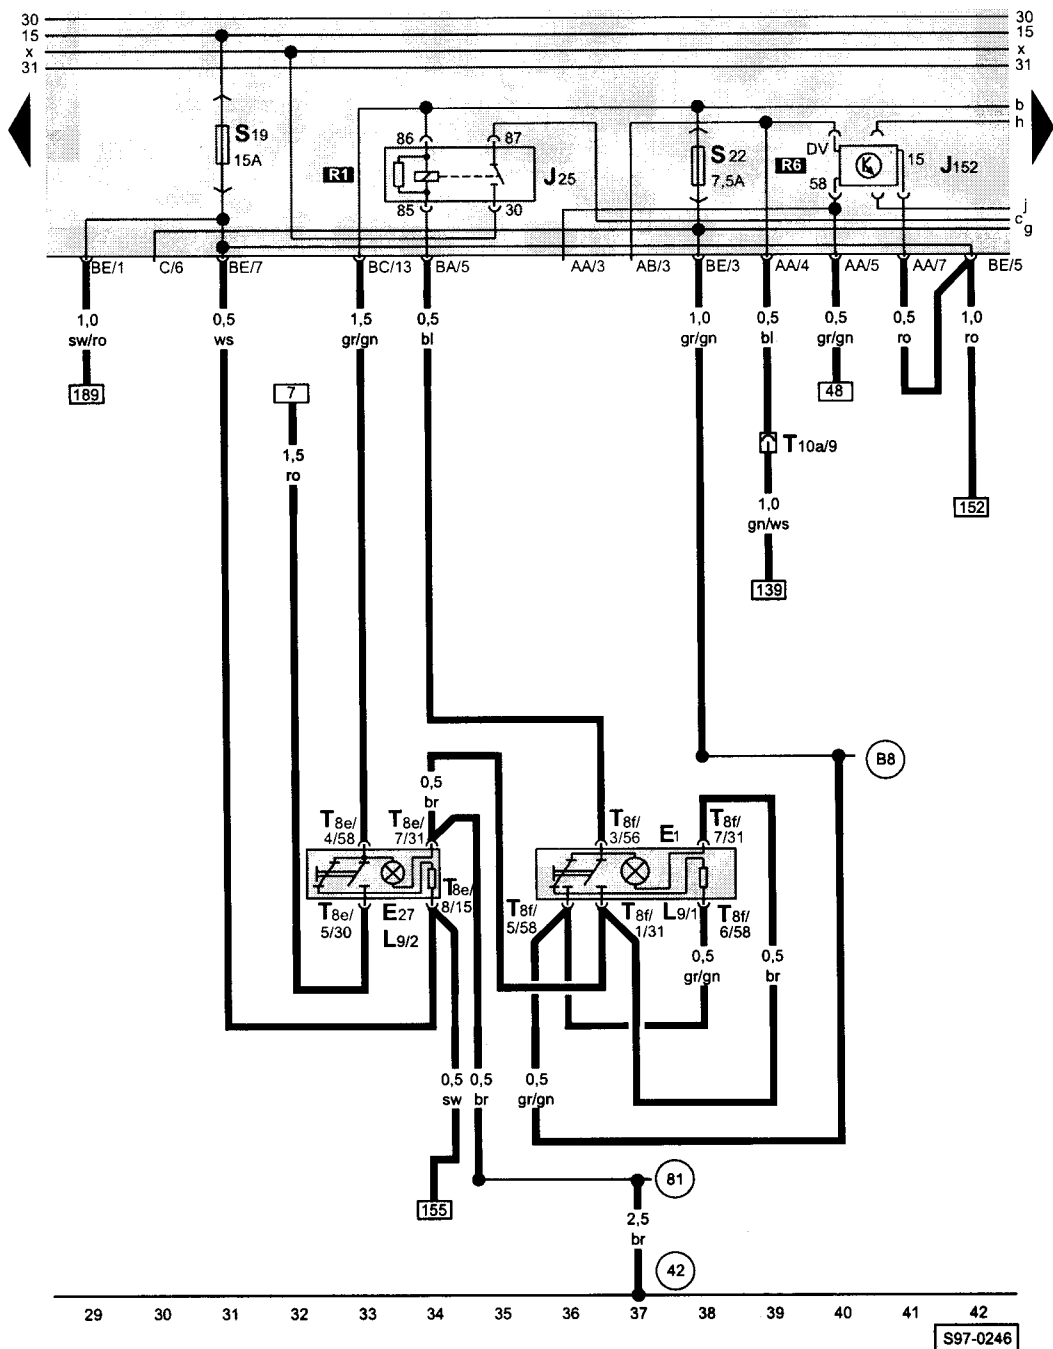 30 30
15 15
x x
31 31
b
h
S19
15A
86 87
R1
J25
85 30
S22
7,5A
DV
R6
58
15
J152
j
c
g
BE/1 C/6 BE/7 BC/13 BA/5 AA/3 AB/3 BE/3 AA/4 AA/5 AA/7 BE/5
1,0 0,5 1,5 0,5 1,0 0,5 0,5 0,5 1,0
sw/ro ws gr/gn bl gr/gn bl gr/gn ro ro
189 7 48
T10a/9
1,5
ro
1,0
gn/ws
152
139
B8
0,5
br
T8e/
4/58
T8e/
7/31
T8f/
3/56
E1
T8f/
7/31
T8e/
5/30
E27
L9/2
T8e/
8/15
T8f/
5/58
T8f/
1/31
L9/1
T8f/
6/58
0,5
gr/gn
0,5
br
0,5 0,5 0,5
sw br gr/gn
155
81
2,5
br
42
29 30 31 32 33 34 35 36 37 38 39 40 41 42
S97-0246